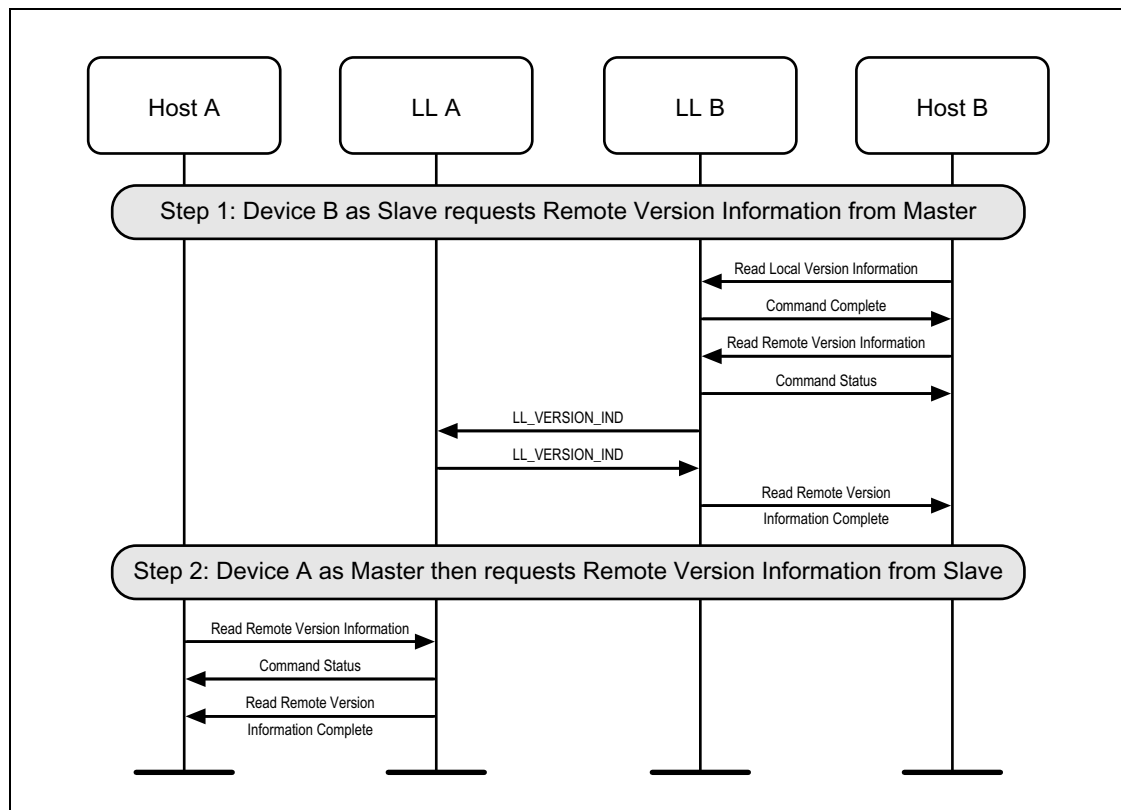 Host A
LL A
LL B
Host B
Step 1: Device B as Slave requests Remote Version Information from Master
Read Local Version Information
Command Complete
Read Remote Version Information
Command Status
LL_VERSION_IND
LL_VERSION_IND
Read Remote Version
Information Complete
Step 2: Device A as Master then requests Remote Version Information from Slave
Read Remote Version Information
Command Status
Read Remote Version
Information Complete